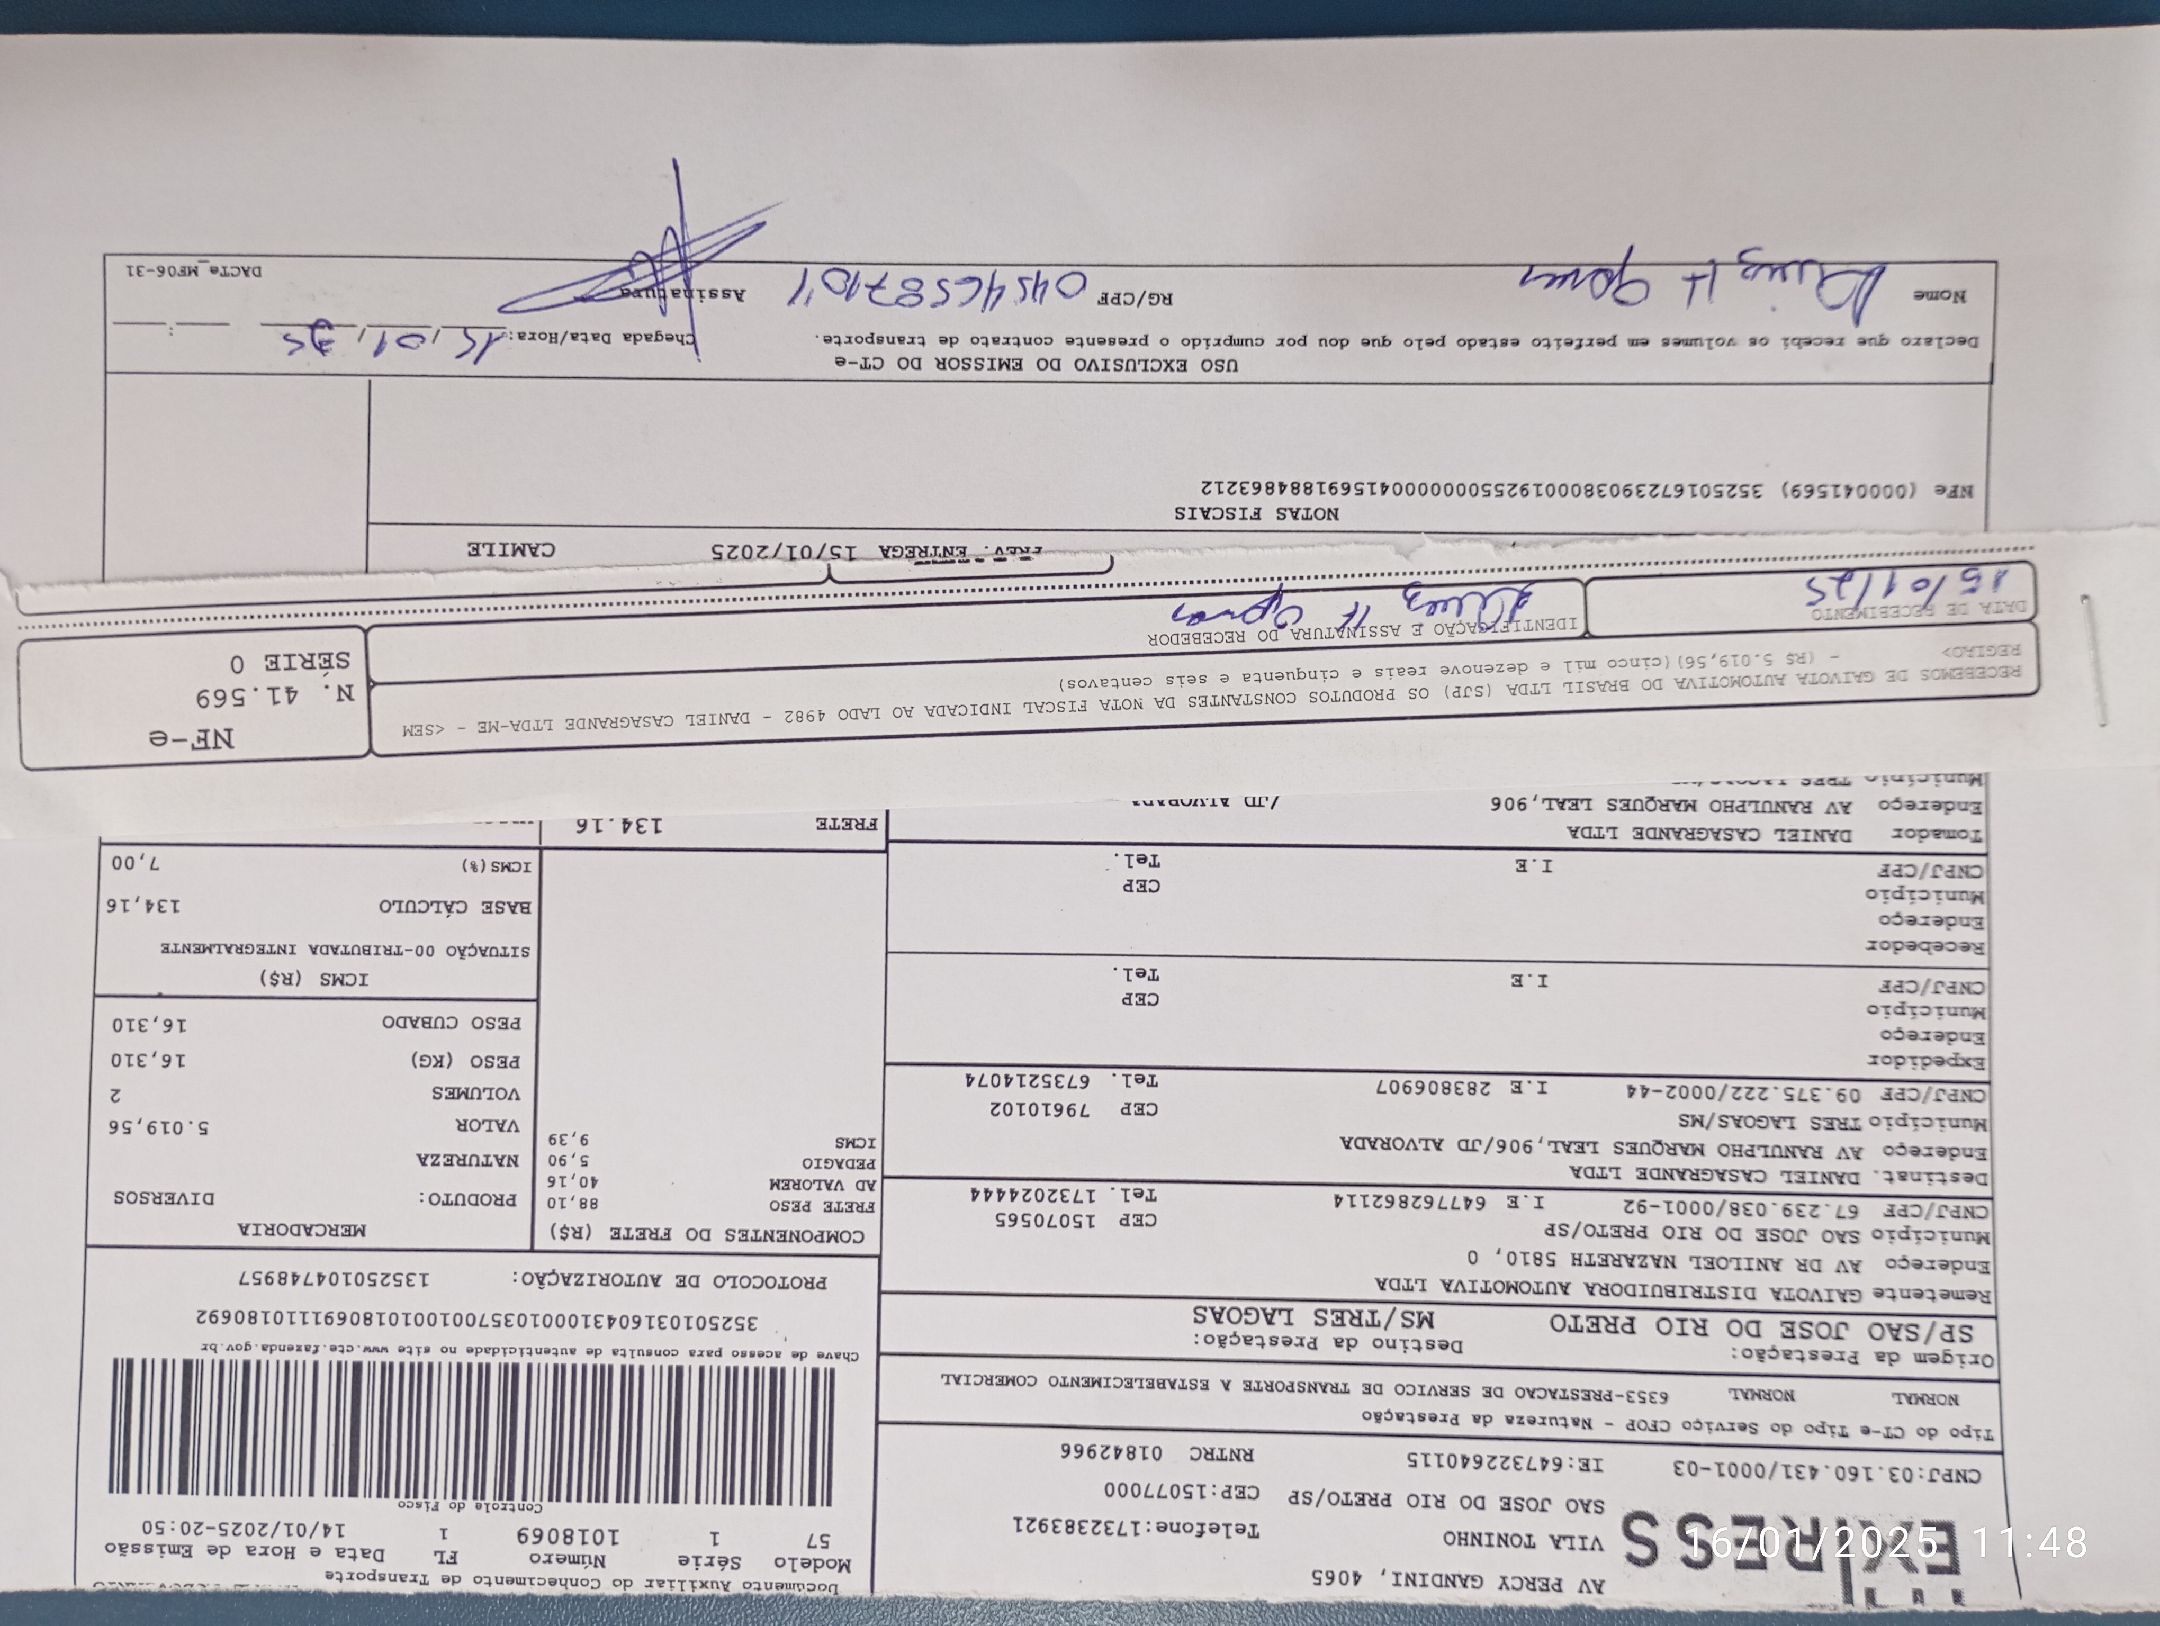 EXPRESS
AV PERCY GANDINI, 4065
VILA TONINHO Telefone:1732383921
SAO JOSE DO RIO PRETO/SP CEP:15077000
CNPJ:03.160.431/0001-03 IE:647322640115 RNTRC 01842966
Documento Auxiliar do Conhecimento de Transporte
Modelo Série Número FL Data e Hora de Emissão
57 1 1018069 1 14/01/2025-20:50
Controle do Fisco
Chave de acesso para consulta de autenticidade no site www.cte.fazenda.gov.br
35250103160431000103570010010180691110180692
PROTOCOLO DE AUTORIZAÇÃO: 135250104748957
Tipo do CT-e Tipo do Serviço CFOP - Natureza da Prestação
NORMAL NORMAL 6353-PRESTACAO DE SERVICO DE TRANSPORTE A ESTABELECIMENTO COMERCIAL
Origem da Prestação: Destino da Prestação:
SP/SAO JOSE DO RIO PRETO MS/TRES LAGOAS
Remetente GAIVOTA DISTRIBUIDORA AUTOMOTIVA LTDA
Endereço AV DR ANILOEL NAZARETH 5810, 0
Município SAO JOSE DO RIO PRETO/SP CEP 15070565
CNPJ/CPF 67.239.038/0001-92 I.E 647762862114 Tel. 1732024444
Destinat. DANIEL CASAGRANDE LTDA
Endereço AV RANULPHO MARQUES LEAL,906/JD ALVORADA
Município TRES LAGOAS/MS CEP 79610102
CNPJ/CPF 09.375.222/0002-44 I.E 283806907 Tel. 6735214074
Expedidor
Endereço
Município CEP
CNPJ/CPF I.E Tel.
Recebedor
Endereço
Município CEP
CNPJ/CPF I.E Tel.
Tomador DANIEL CASAGRANDE LTDA
Endereço AV RANULPHO MARQUES LEAL,906 /JD ALVORADA
Município TRES LAGOAS
COMPONENTES DO FRETE (R$)
FRETE PESO 88,10
AD VALOREM 40,16
PEDAGIO 5,90
ICMS 9,39
FRETE 134.16
MERCADORIA
PRODUTO: DIVERSOS
NATUREZA
VALOR 5.019,56
VOLUMES 2
PESO (KG) 16,310
PESO CUBADO 16,310
ICMS (R$)
SITUAÇÃO 00-TRIBUTADA INTEGRALMENTE
BASE CÁLCULO 134,16
ICMS(%) 7,00
RECEBEMOS DE GAIVOTA AUTOMOTIVA DO BRASIL LTDA (SJP) OS PRODUTOS CONSTANTES DA NOTA FISCAL INDICADA AO LADO 4982 - DANIEL CASAGRANDE LTDA-ME - <SEM
REGIAO> - (R$ 5.019,56)(cinco mil e dezenove reais e cinquenta e seis centavos)
DATA DE RECEBIMENTO IDENTIFICAÇÃO E ASSINATURA DO RECEBEDOR
15/01/25 Luiz H
NF-e
N. 41.569
SÉRIE 0
PREV. ENTREGA 15/01/2025 CAMILE
NOTAS FISCAIS
NFe (000041569) 35250167239038000192550000000415691884863212
USO EXCLUSIVO DO EMISSOR DO CT-e
Declaro que recebi os volumes em perfeito estado pelo que dou por cumprido o presente contrato de transporte.
Chegada Data/Hora: 15/01/25 __:__
Nome Luiz H RG/CPF 04546587101 Assinatura
DACTe_MF06-31
16/01/2025 11:48